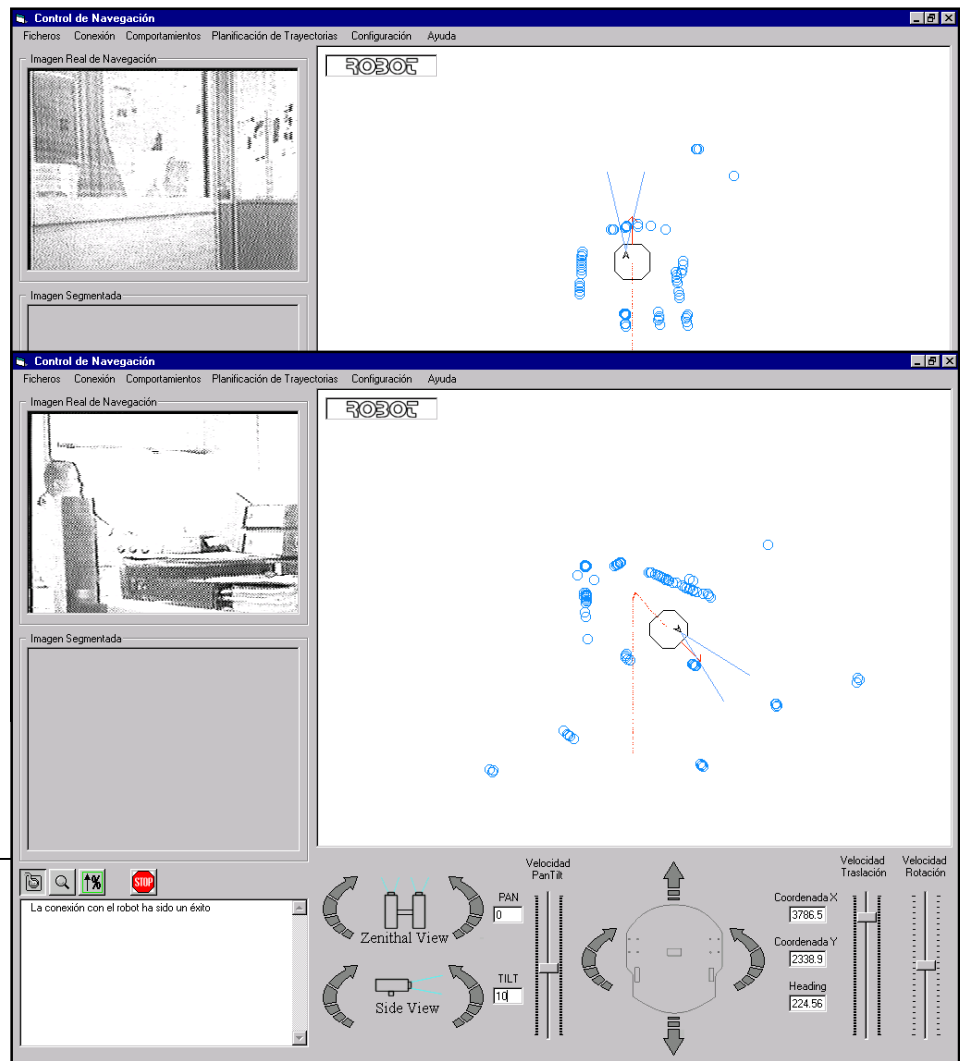 Control de Navegación
Ficheros Conexión Comportamientos Planificación de Trayectorias Configuración Ayuda
Imagen Real de Navegación
ROBOT
Imagen Segmentada
Control de Navegación
Ficheros Conexión Comportamientos Planificación de Trayectorias Configuración Ayuda
Imagen Real de Navegación
ROBOT
Imagen Segmentada
STOP
La conexión con el robot ha sido un éxito
Zenithal View
Side View
PAN
0
TILT
10
Velocidad
PanTilt
Coordenada X
3786.5
Coordenada Y
2338.9
Heading
224.56
Velocidad
Traslación
Velocidad
Rotación